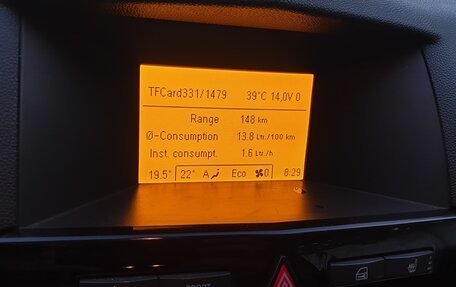 TFCard331/1479 39°C 14,0V 0
Range 148 km
Ø-Consumption 13.8 Ltr./100 km
Inst. consumpt. 1.6 Ltr./h
19.5° 22° A Eco 0 8:29